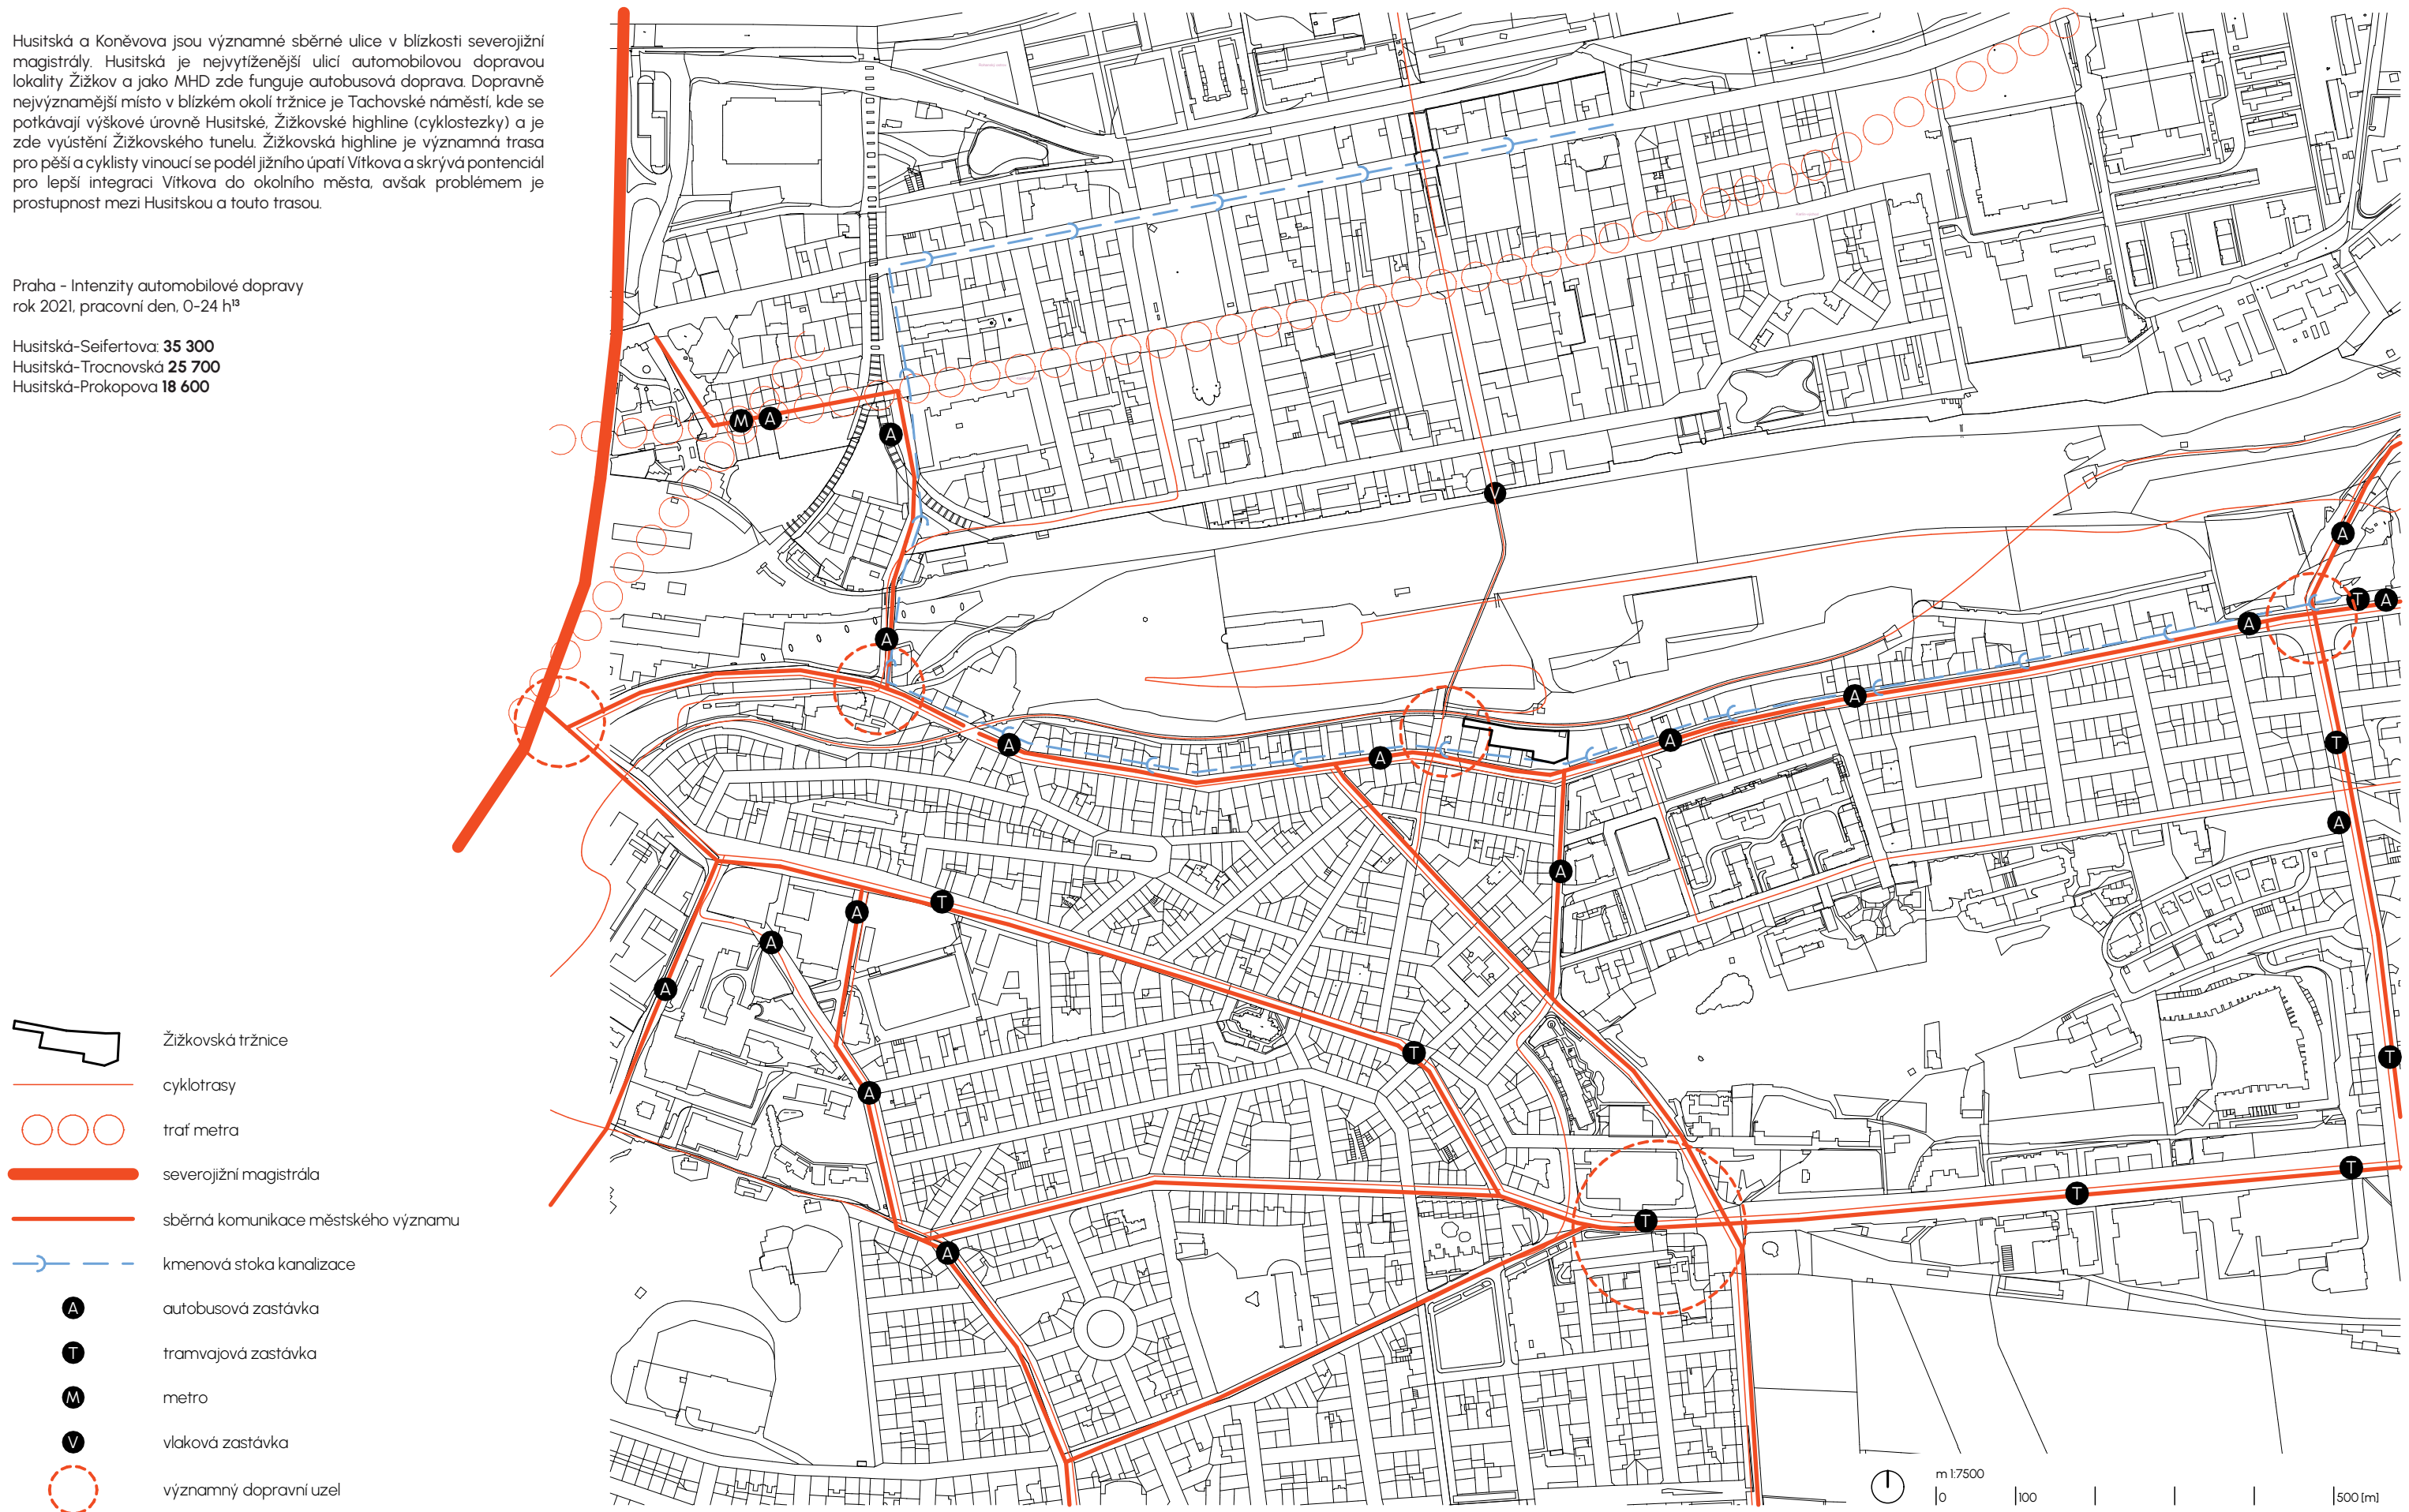 Husitská a Koněvova jsou významné sběrné ulice v blízkosti severojižní
magistrály. Husitská je nejvytíženější ulicí automobilovou dopravou
lokality Žižkov a jako MHD zde funguje autobusová doprava. Dopravně
nejvýznamější místo v blízkém okolí tržnice je Tachovské náměstí, kde se
potkávají výškové úrovně Husitské, Žižkovské highline (cyklostezky) a je
zde vyústění Žižkovského tunelu. Žižkovská highline je významná trasa
pro pěší a cyklisty vinoucí se podél jižního úpatí Vítkova a skrývá pontenciál
pro lepší integraci Vítkova do okolního města, avšak problémem je
prostupnost mezi Husitskou a touto trasou.
Praha - Intenzity automobilové dopravy
rok 2021, pracovní den, 0-24 h¹³
Husitská-Seifertova: 35 300
Husitská-Trocnovská 25 700
Husitská-Prokopova 18 600
Žižkovská tržnice
cyklotrasy
trať metra
severojižní magistrála
sběrná komunikace městského významu
kmenová stoka kanalizace
A autobusová zastávka
T tramvajová zastávka
M metro
V vlaková zastávka
významný dopravní uzel
M A
A
V
A
A
T A
A
A
A
A
T
A
A
A
A
T
A
A
A
T
T
A
T
T
T
A
m 1:7500
0 100 500 [m]